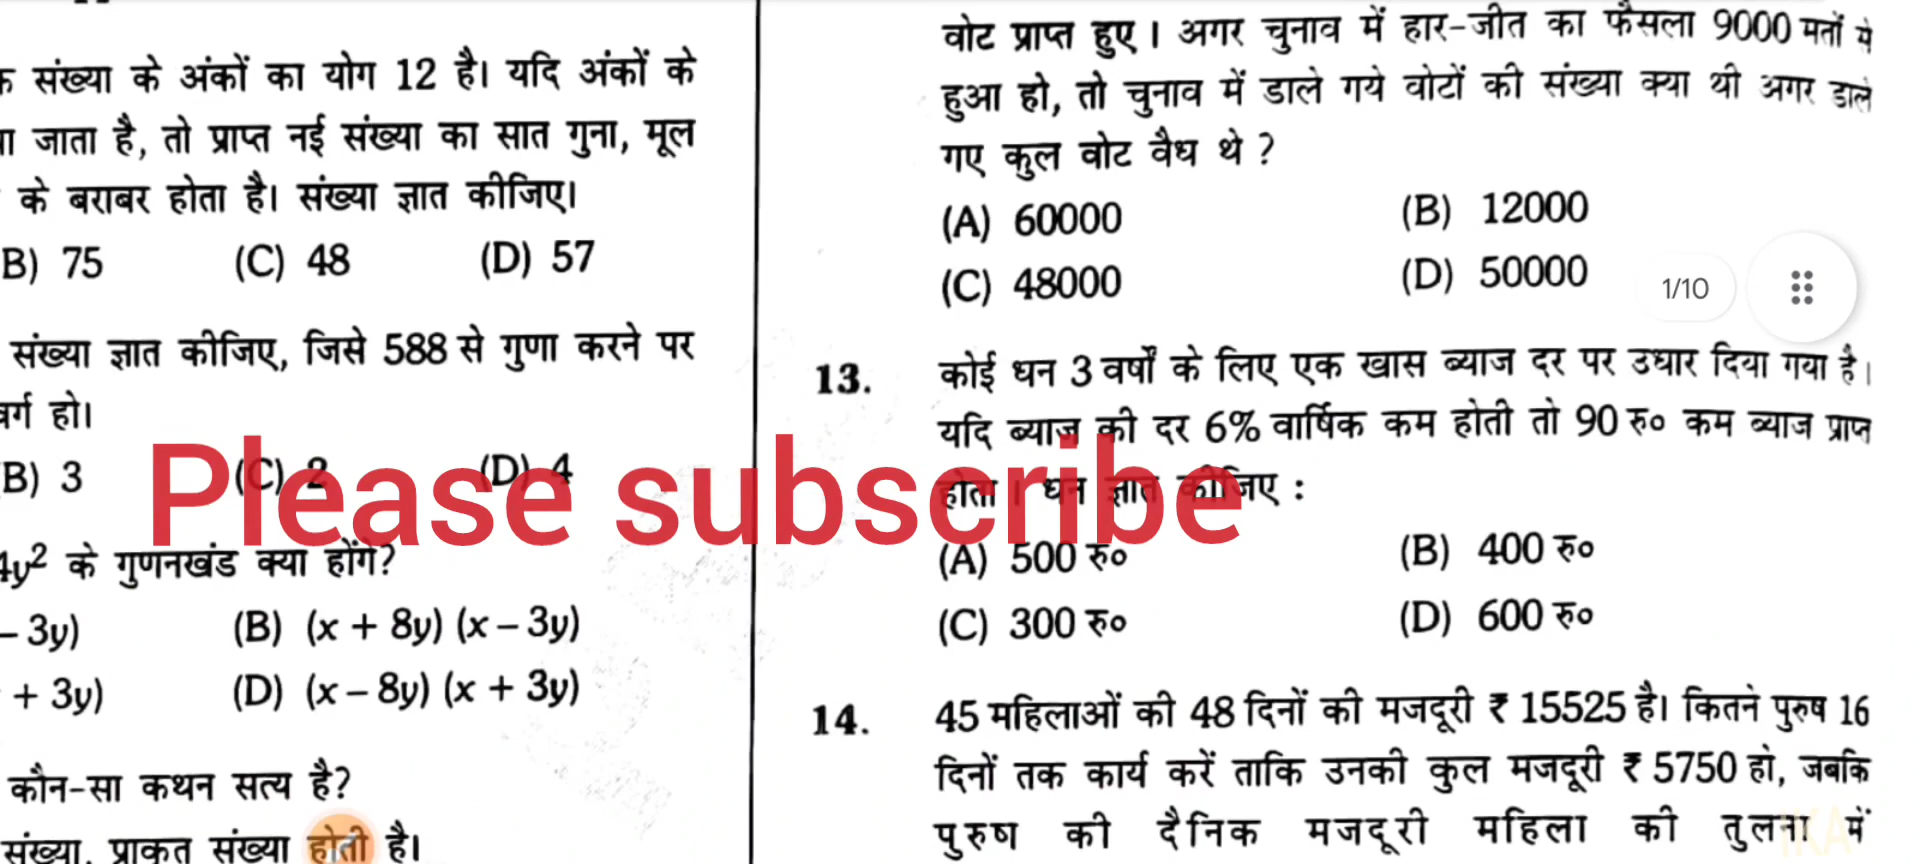 संख्या के अंकों का योग 12 है। यदि अंकों के
जाता है, तो प्राप्त नई संख्या का सात गुना, मूल
के बराबर होता है। संख्या ज्ञात कीजिए।
B) 75 (C) 48 (D) 57
संख्या ज्ञात कीजिए, जिसे 588 से गुणा करने पर
वर्ग हो।
B) 3 (C) 2 (D) 4
4y² के गुणनखंड क्या होंगे?
– 3y) (B) (x + 8y) (x – 3y)
+ 3y) (D) (x – 8y) (x + 3y)
कौन-सा कथन सत्य है?
संख्या, प्राकृत संख्या होती है।
वोट प्राप्त हुए। अगर चुनाव में हार-जीत का फैसला 9000 मतों से
हुआ हो, तो चुनाव में डाले गये वोटों की संख्या क्या थी अगर डाले
गए कुल वोट वैध थे ?
(A) 60000 (B) 12000
(C) 48000 (D) 50000
1/10
13. कोई धन 3 वर्षों के लिए एक खास ब्याज दर पर उधार दिया गया है।
यदि ब्याज की दर 6% वार्षिक कम होती तो 90 रु० कम ब्याज प्राप्त
होता। धन ज्ञात कीजिए :
(A) 500 रु० (B) 400 रु०
(C) 300 रु० (D) 600 रु०
14. 45 महिलाओं की 48 दिनों की मजदूरी ₹ 15525 है। कितने पुरुष 16
दिनों तक कार्य करें ताकि उनकी कुल मजदूरी ₹ 5750 हो, जबकि
पुरुष की दैनिक मजदूरी महिला की तुलना में
Please subscribe